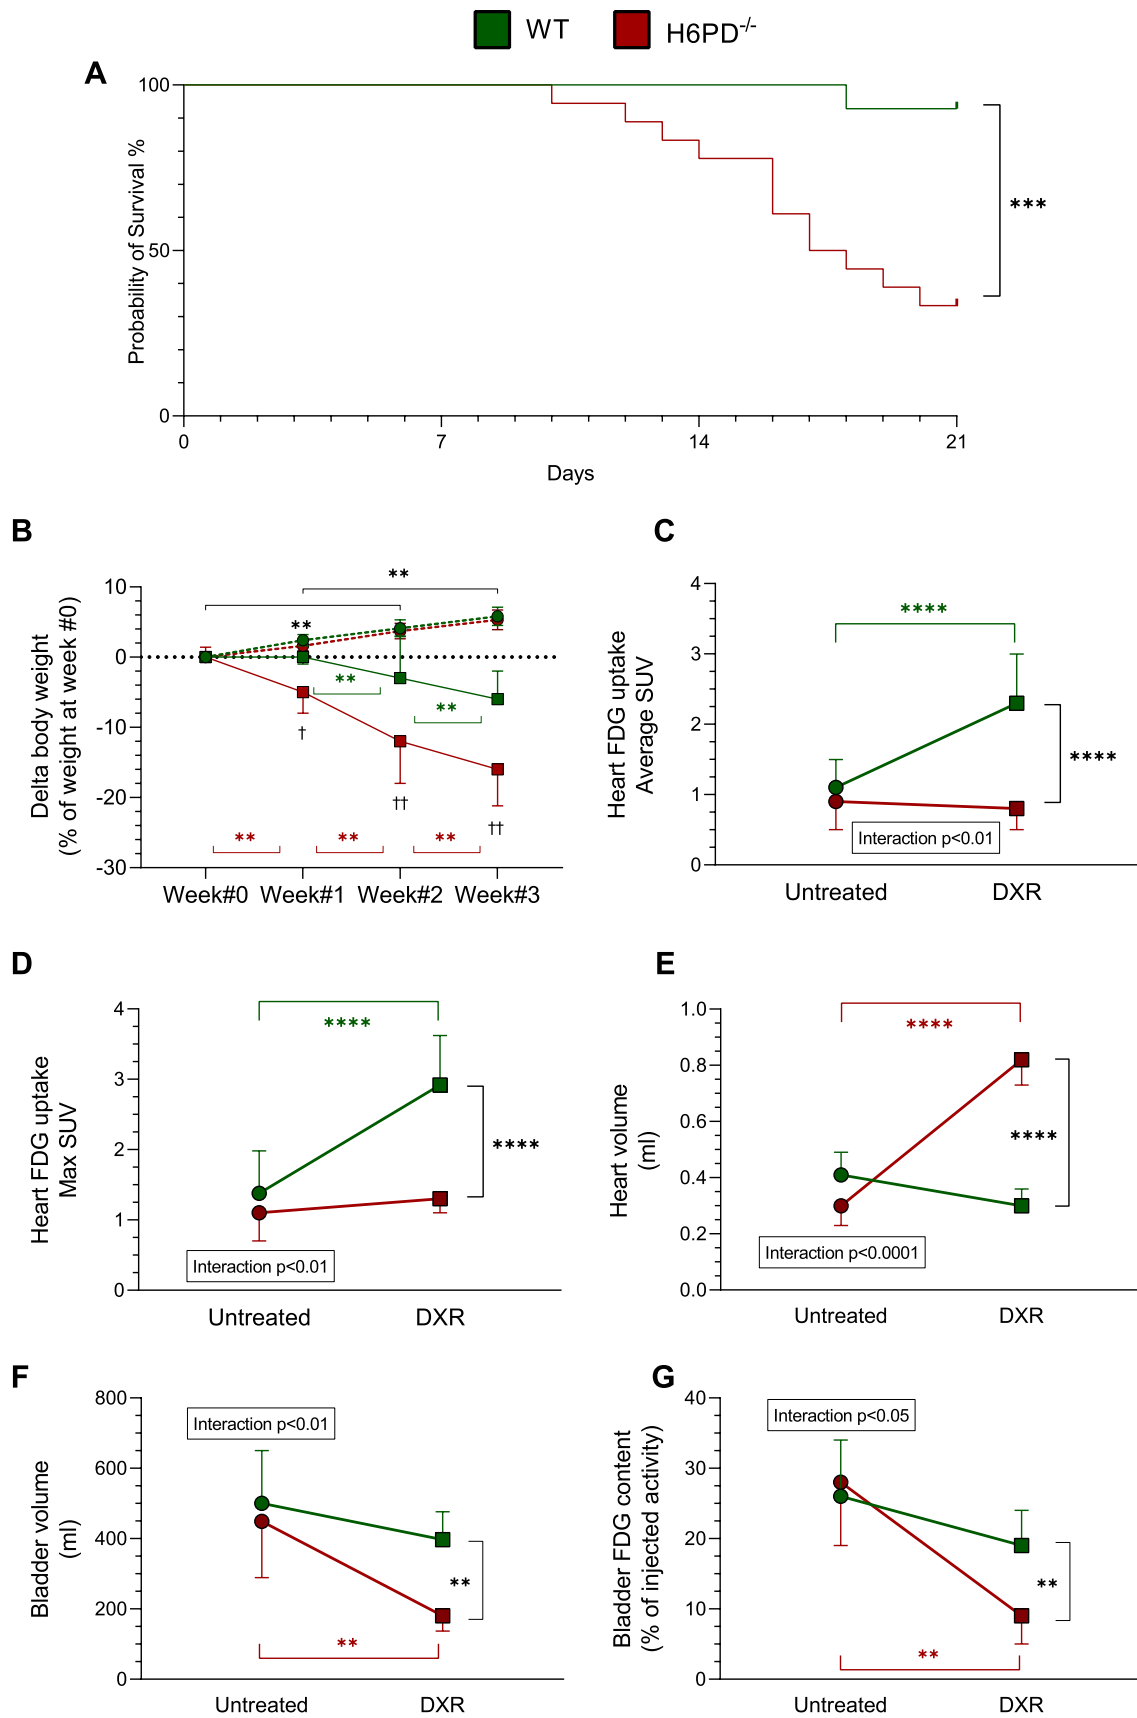 WT
H6PD-/-
A
100
50
0
Probability of Survival %
***
0 7 14 21
Days
B
10
0
-10
-20
-30
Delta body weight
(% of weight at week #0)
**
**
**
**
†
††
††
** ** **
Week#0 Week#1 Week#2 Week#3
C
4
3
2
1
0
Heart FDG uptake
Average SUV
****
****
Interaction p<0.01
Untreated DXR
D
4
3
2
1
0
Heart FDG uptake
Max SUV
****
****
Interaction p<0.01
Untreated DXR
E
1.0
0.8
0.6
0.4
0.2
0.0
Heart volume
(ml)
****
****
Interaction p<0.0001
Untreated DXR
F
800
600
400
200
0
Bladder volume
(ml)
Interaction p<0.01
**
**
Untreated DXR
G
40
30
20
10
0
Bladder FDG content
(% of injected activity)
Interaction p<0.05
**
**
Untreated DXR